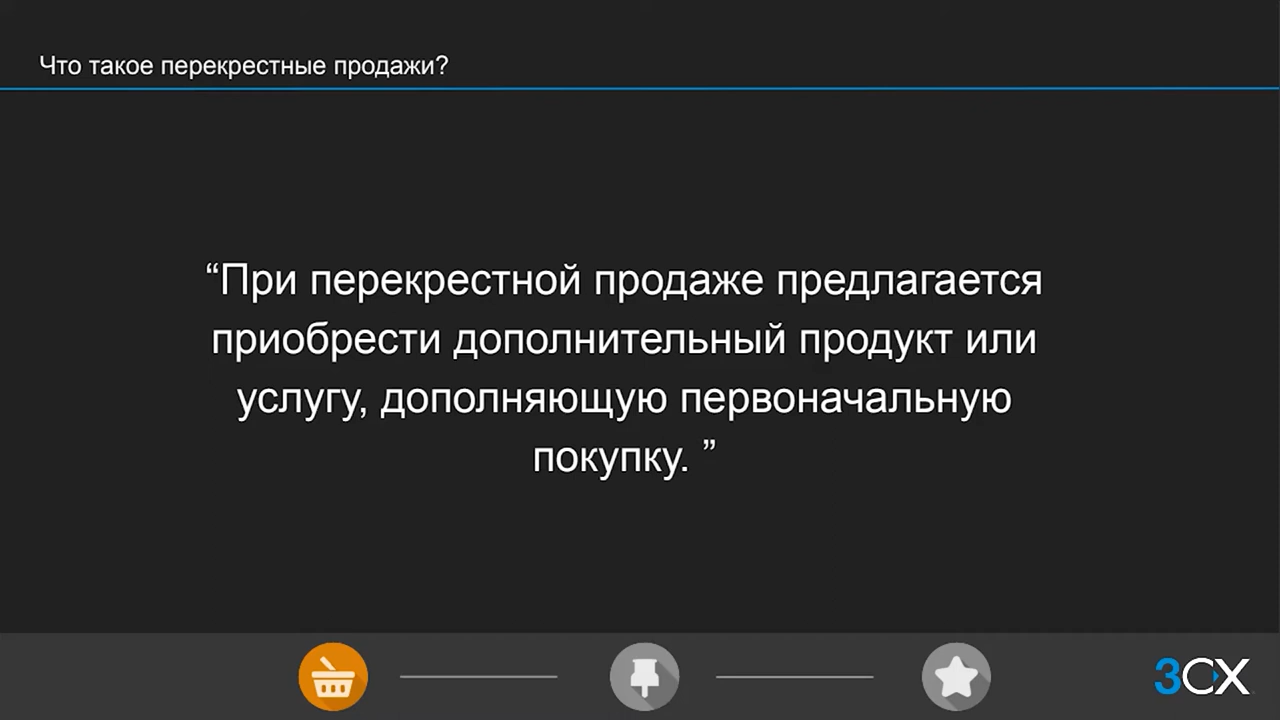 Что такое перекрестные продажи?
“При перекрестной продаже предлагается
приобрести дополнительный продукт или
услугу, дополняющую первоначальную
покупку. ”
3CX